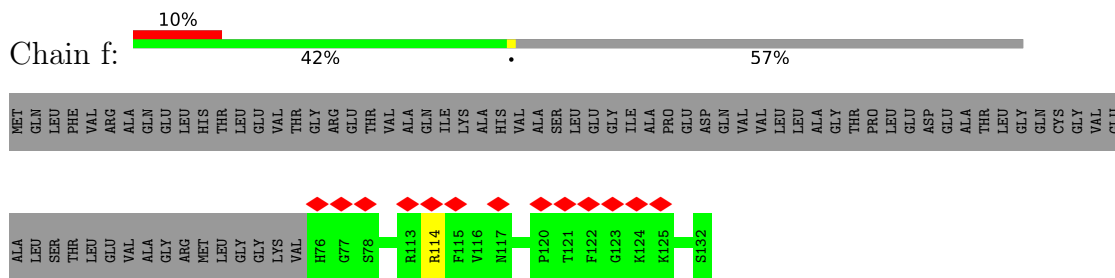 10%
Chain f:
42% • 57%
MET GLN LEU PHE VAL ARG ALA GLN GLU LEU HIS THR LEU GLU VAL THR GLY ARG GLU THR VAL ALA GLN ILE LYS ALA HIS VAL ALA SER LEU GLU GLY ILE ALA PRO GLU ASP GLN VAL VAL LEU LEU ALA GLY THR PRO LEU GLU ASP GLU ALA THR LEU GLY GLN CYS GLY VAL GLU
ALA LEU SER THR LEU GLU VAL ALA GLY ARG MET LEU GLY GLY LYS VAL H76 G77 S78 R113 R114 F115 V116 N117 P120 T121 F122 G123 K124 K125 S132